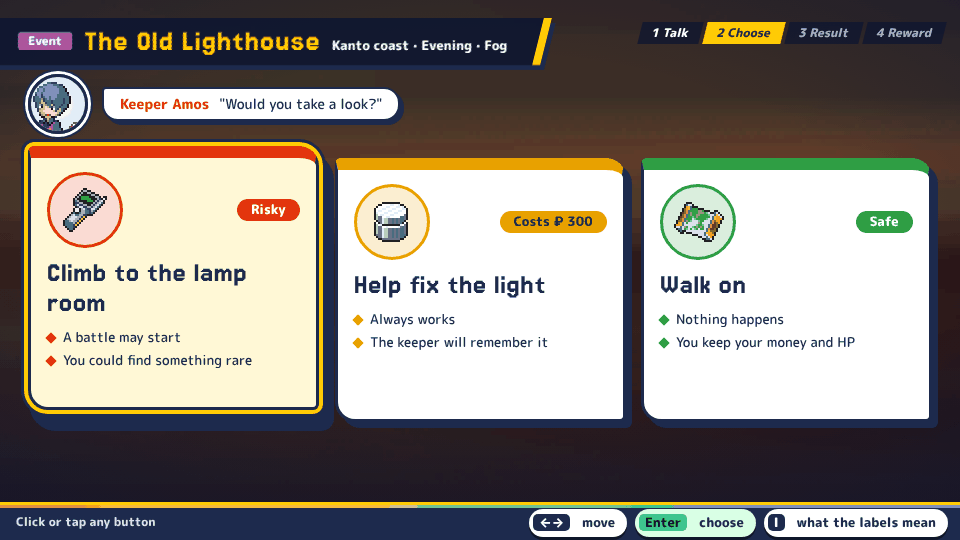 Event The Old Lighthouse Kanto coast · Evening · Fog
1 Talk 2 Choose 3 Result 4 Reward
Keeper Amos "Would you take a look?"
Risky
Climb to the lamp
room
A battle may start
You could find something rare
Costs ₽ 300
Help fix the light
Always works
The keeper will remember it
Safe
Walk on
Nothing happens
You keep your money and HP
Click or tap any button
←→ move Enter choose I what the labels mean